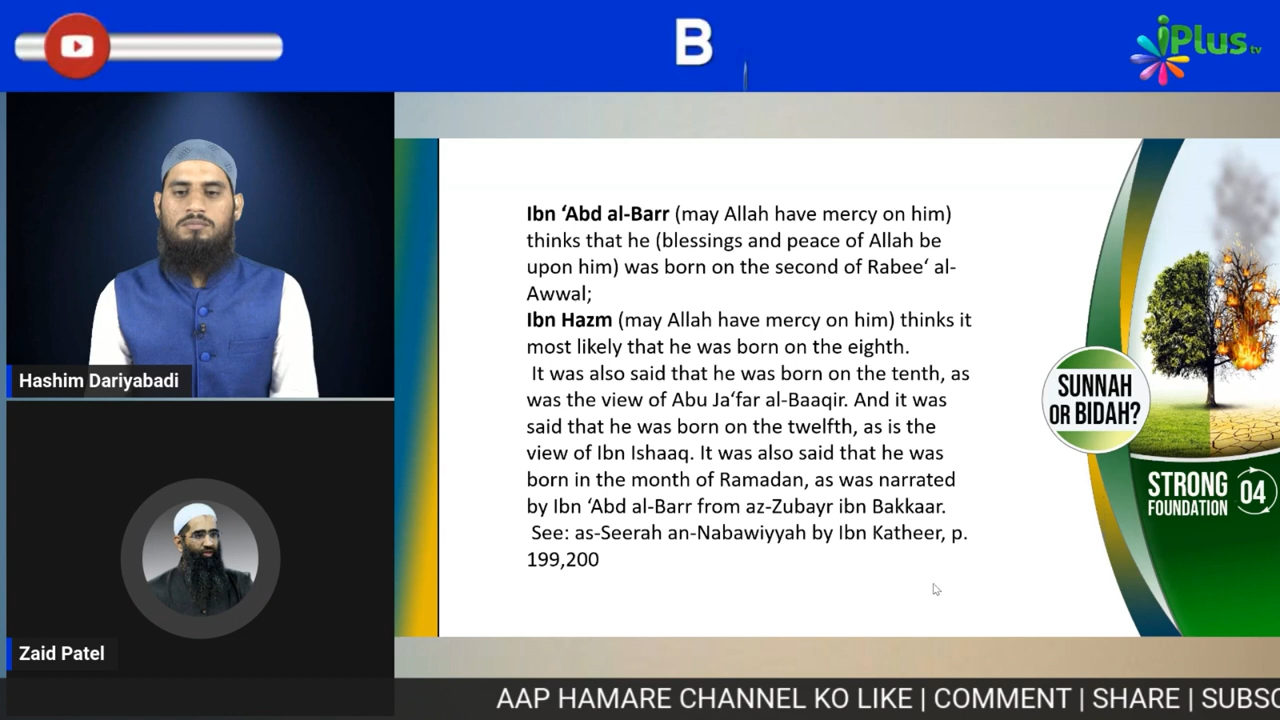 B
iPlus tv
Ibn ‘Abd al-Barr (may Allah have mercy on him)
thinks that he (blessings and peace of Allah be
upon him) was born on the second of Rabee‘ al-
Awwal;
Ibn Hazm (may Allah have mercy on him) thinks it
most likely that he was born on the eighth.
It was also said that he was born on the tenth, as
was the view of Abu Ja‘far al-Baaqir. And it was
said that he was born on the twelfth, as is the
view of Ibn Ishaaq. It was also said that he was
born in the month of Ramadan, as was narrated
by Ibn ‘Abd al-Barr from az-Zubayr ibn Bakkaar.
See: as-Seerah an-Nabawiyyah by Ibn Katheer, p.
199,200
SUNNAH
OR BIDAH?
STRONG
FOUNDATION
04
Hashim Dariyabadi
Zaid Patel
AAP HAMARE CHANNEL KO LIKE | COMMENT | SHARE | SUBSC